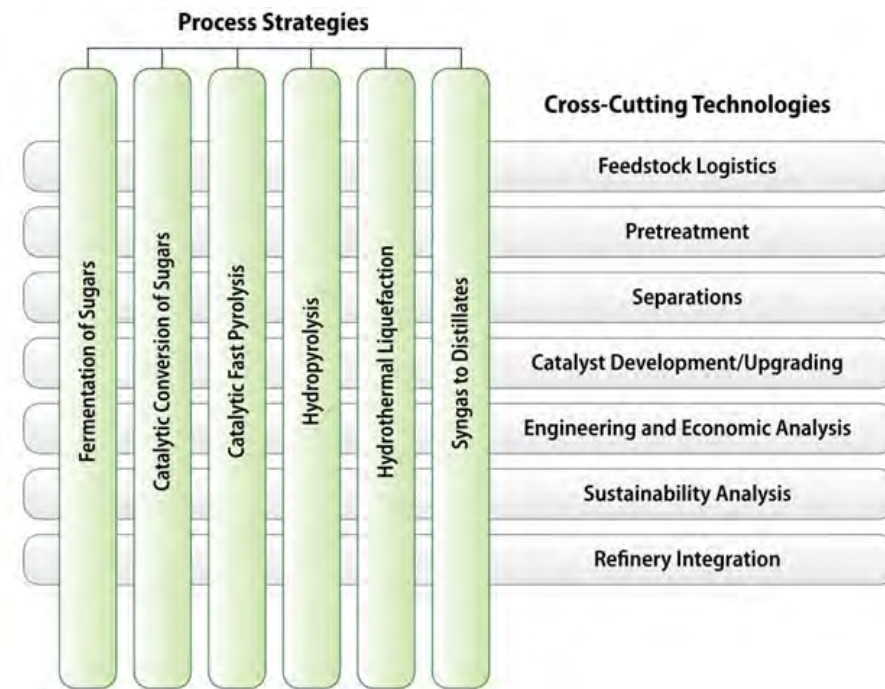 Process Strategies
Fermentation of Sugars
Catalytic Conversion of Sugars
Catalytic Fast Pyrolysis
Hydropyrolysis
Hydrothermal Liquefaction
Syngas to Distillates
Cross-Cutting Technologies
Feedstock Logistics
Pretreatment
Separations
Catalyst Development/Upgrading
Engineering and Economic Analysis
Sustainability Analysis
Refinery Integration